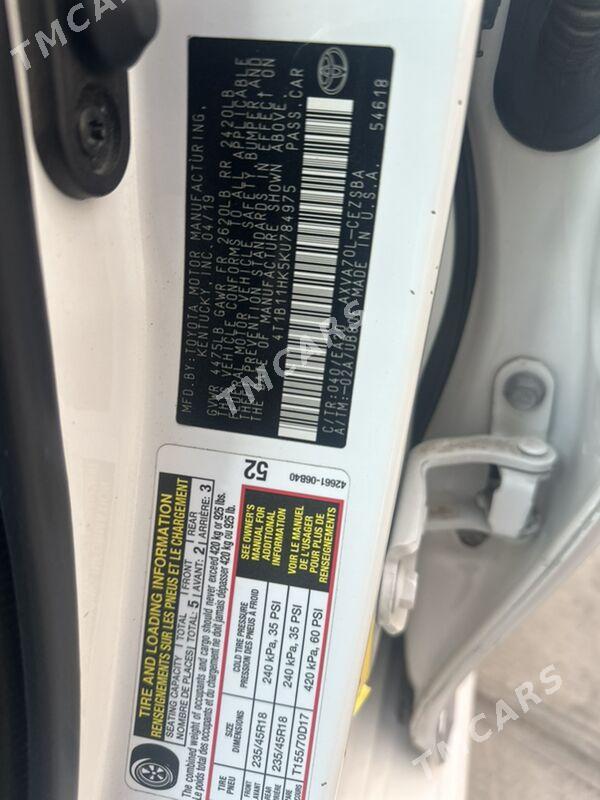 MFD.BY:TOYOTA MOTOR MANUFACTURING,
KENTUCKY, INC. 04/19
GVWR 4475LB GAWR FR 2620LB RR 2420LB
THIS VEHICLE CONFORMS TO ALL APPLICABLE
FEDERAL MOTOR VEHICLE SAFETY, BUMPER, AND
THEFT PREVENTION STANDARDS IN EFFECT ON
THE DATE OF MANUFACTURE SHOWN ABOVE.
4T1B11HK5KU784975 PASS.CAR
C/TR:040/EA20 AXVA70L-CEZSBA
A/TM:-02A/UB80E MADE IN U.S.A. 54618
TIRE AND LOADING INFORMATION
RENSEIGNEMENTS SUR LES PNEUS ET LE CHARGEMENT
SEATING CAPACITY | TOTAL 5 | FRONT 2 | REAR 3
NOMBRE DE PLACES | TOTAL | AVANT: | ARRIÈRE:
The combined weight of occupants and cargo should never exceed 420 kg or 925 lbs.
Le poids total des occupants et du chargement ne doit jamais dépasser 420 kg ou 925 lb.
TIRE SIZE COLD TIRE PRESSURE
PNEU DIMENSIONS PRESSION DES PNEUS À FROID
235/45R18 240 kPa, 35 PSI
235/45R18 240 kPa, 35 PSI
T155/70D17 420 kPa, 60 PSI
SEE OWNER'S
MANUAL FOR
ADDITIONAL
INFORMATION
VOIR LE MANUEL
DE L'USAGER
POUR PLUS DE
RENSEIGNEMENTS
52
42661-06B40
TMCARS
TMCARS
TMCARS
TMCARS